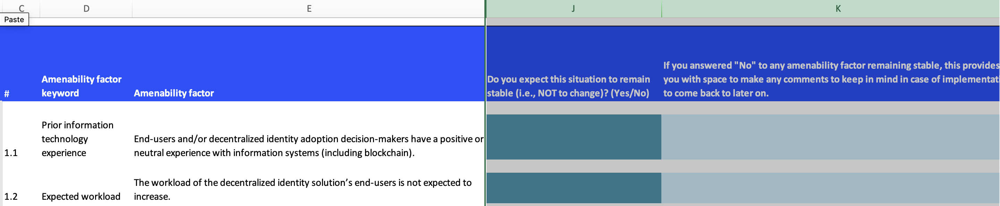 C D E J K
Paste
#
Amenability factor
keyword
Amenability factor
Do you expect this situation to remain
stable (i.e., NOT to change)? (Yes/No)
If you answered "No" to any amenability factor remaining stable, this provides
you with space to make any comments to keep in mind in case of implementati
to come back to later on.
1.1
Prior information
technology
experience
End-users and/or decentralized identity adoption decision-makers have a positive or
neutral experience with information systems (including blockchain).
1.2
Expected workload
The workload of the decentralized identity solution’s end-users is not expected to
increase.